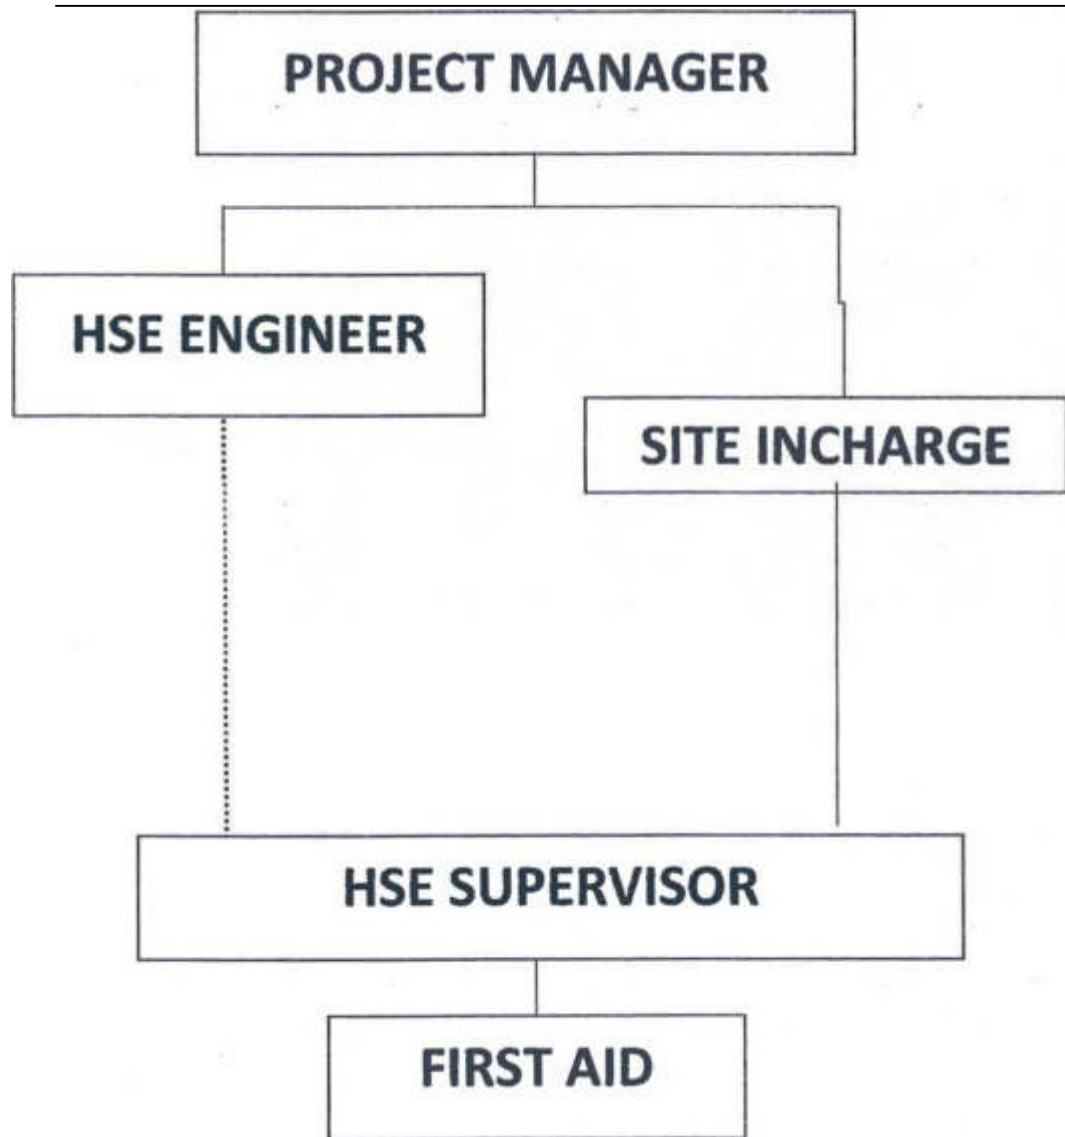 PROJECT MANAGER
HSE ENGINEER
SITE INCHARGE
HSE SUPERVISOR
FIRST AID